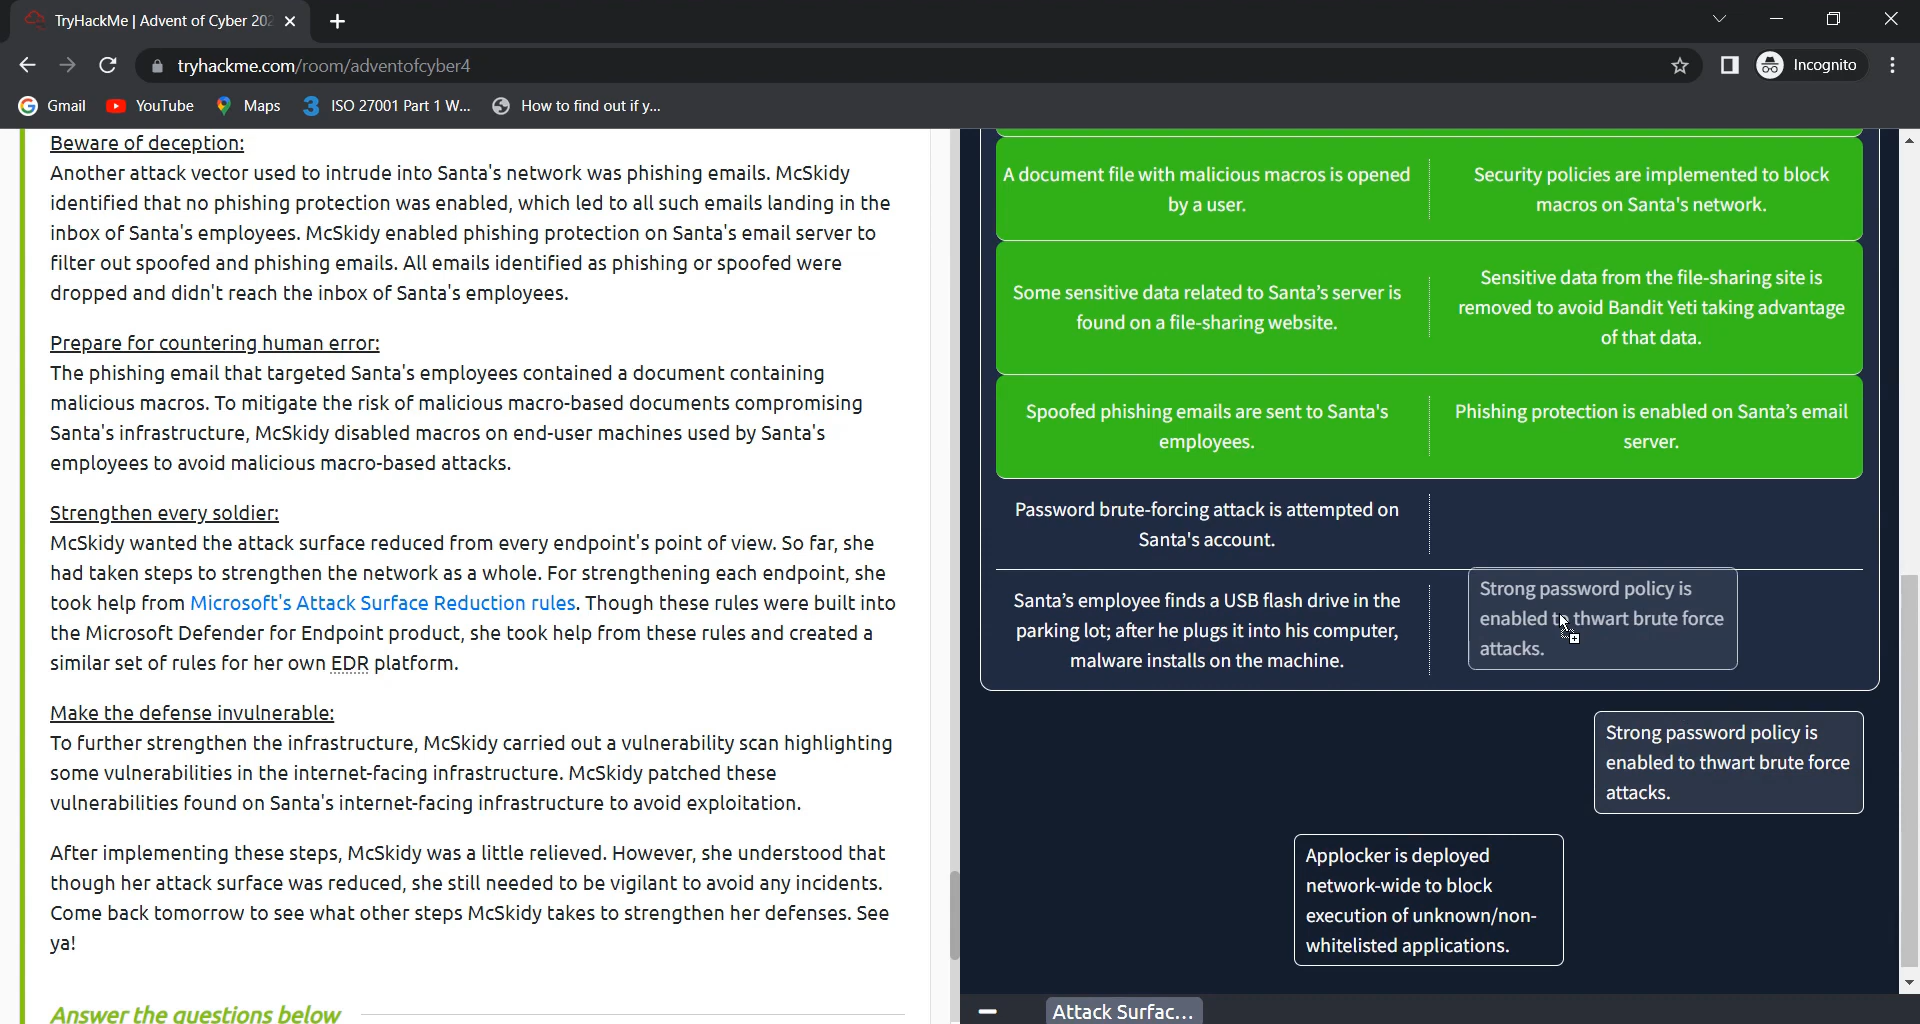 TryHackMe | Advent of Cyber 202
tryhackme.com/room/adventofcyber4
Incognito
Gmail
YouTube
Maps
ISO 27001 Part 1 W...
How to find out if y...
Beware of deception:
Another attack vector used to intrude into Santa's network was phishing emails. McSkidy
identified that no phishing protection was enabled, which led to all such emails landing in the
inbox of Santa's employees. McSkidy enabled phishing protection on Santa's email server to
filter out spoofed and phishing emails. All emails identified as phishing or spoofed were
dropped and didn't reach the inbox of Santa's employees.
Prepare for countering human error:
The phishing email that targeted Santa's employees contained a document containing
malicious macros. To mitigate the risk of malicious macro-based documents compromising
Santa's infrastructure, McSkidy disabled macros on end-user machines used by Santa's
employees to avoid malicious macro-based attacks.
Strengthen every soldier:
McSkidy wanted the attack surface reduced from every endpoint's point of view. So far, she
had taken steps to strengthen the network as a whole. For strengthening each endpoint, she
took help from Microsoft's Attack Surface Reduction rules. Though these rules were built into
the Microsoft Defender for Endpoint product, she took help from these rules and created a
similar set of rules for her own EDR platform.
Make the defense invulnerable:
To further strengthen the infrastructure, McSkidy carried out a vulnerability scan highlighting
some vulnerabilities in the internet-facing infrastructure. McSkidy patched these
vulnerabilities found on Santa's internet-facing infrastructure to avoid exploitation.
After implementing these steps, McSkidy was a little relieved. However, she understood that
though her attack surface was reduced, she still needed to be vigilant to avoid any incidents.
Come back tomorrow to see what other steps McSkidy takes to strengthen her defenses. See
ya!
Answer the questions below
A document file with malicious macros is opened
by a user.
Security policies are implemented to block
macros on Santa's network.
Some sensitive data related to Santa’s server is
found on a file-sharing website.
Sensitive data from the file-sharing site is
removed to avoid Bandit Yeti taking advantage
of that data.
Spoofed phishing emails are sent to Santa's
employees.
Phishing protection is enabled on Santa’s email
server.
Password brute-forcing attack is attempted on
Santa's account.
Santa’s employee finds a USB flash drive in the
parking lot; after he plugs it into his computer,
malware installs on the machine.
Strong password policy is
enabled to thwart brute force
attacks.
Strong password policy is
enabled to thwart brute force
attacks.
Applocker is deployed
network-wide to block
execution of unknown/non-
whitelisted applications.
Attack Surfac...